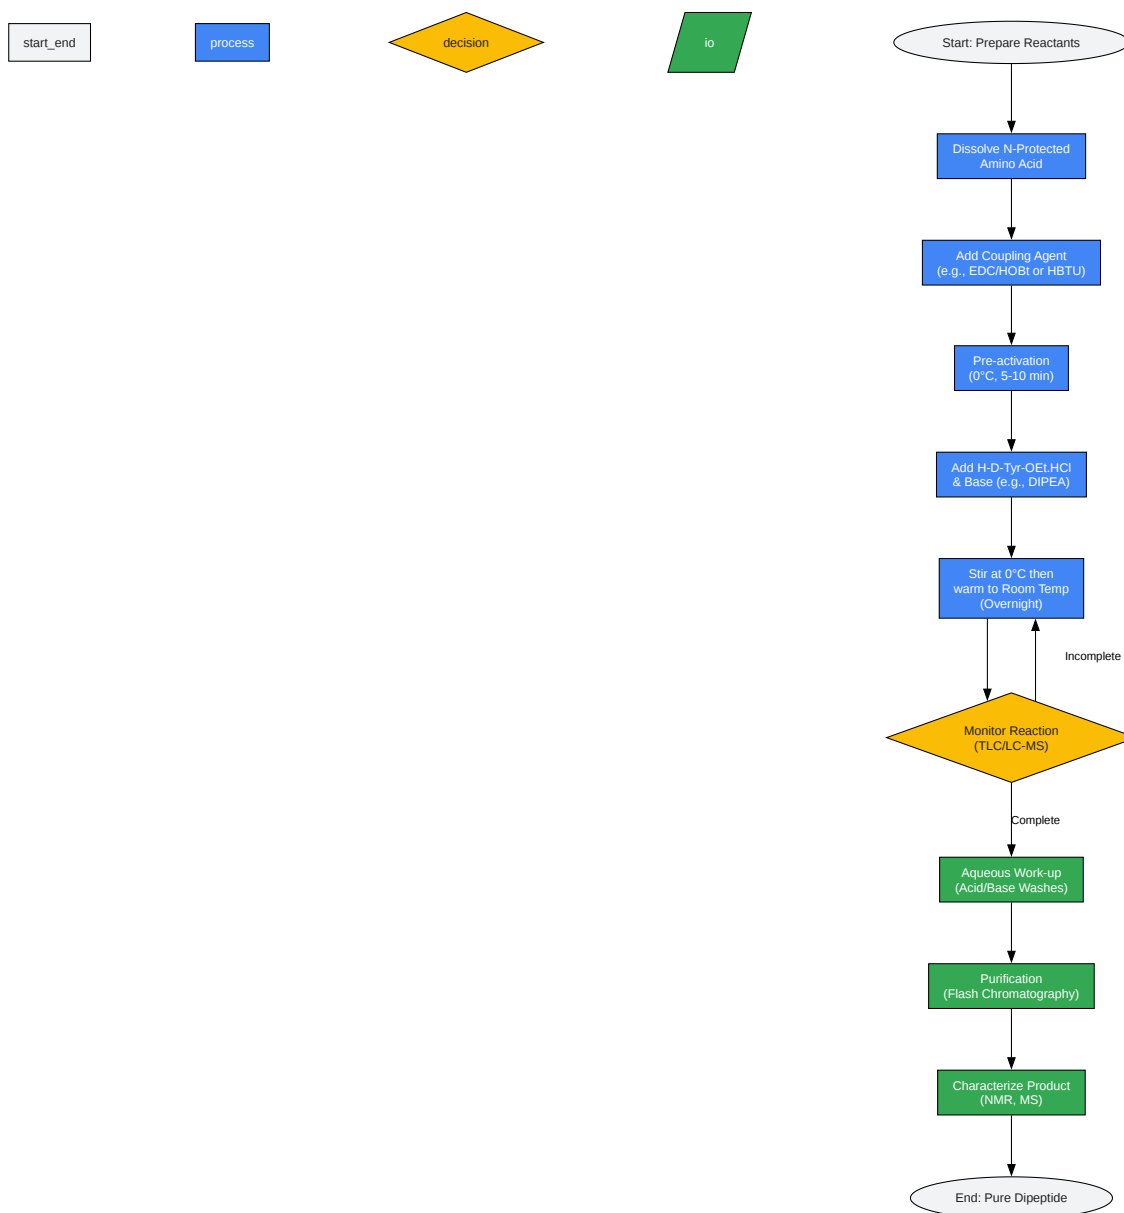 start_end
process
decision
io
Start: Prepare Reactants
Dissolve N-Protected
Amino Acid
Add Coupling Agent
(e.g., EDC/HOBt or HBTU)
Pre-activation
(0°C, 5-10 min)
Add H-D-Tyr-OEt.HCl
& Base (e.g., DIPEA)
Stir at 0°C then
warm to Room Temp
(Overnight)
Incomplete
Monitor Reaction
(TLC/LC-MS)
Complete
Aqueous Work-up
(Acid/Base Washes)
Purification
(Flash Chromatography)
Characterize Product
(NMR, MS)
End: Pure Dipeptide